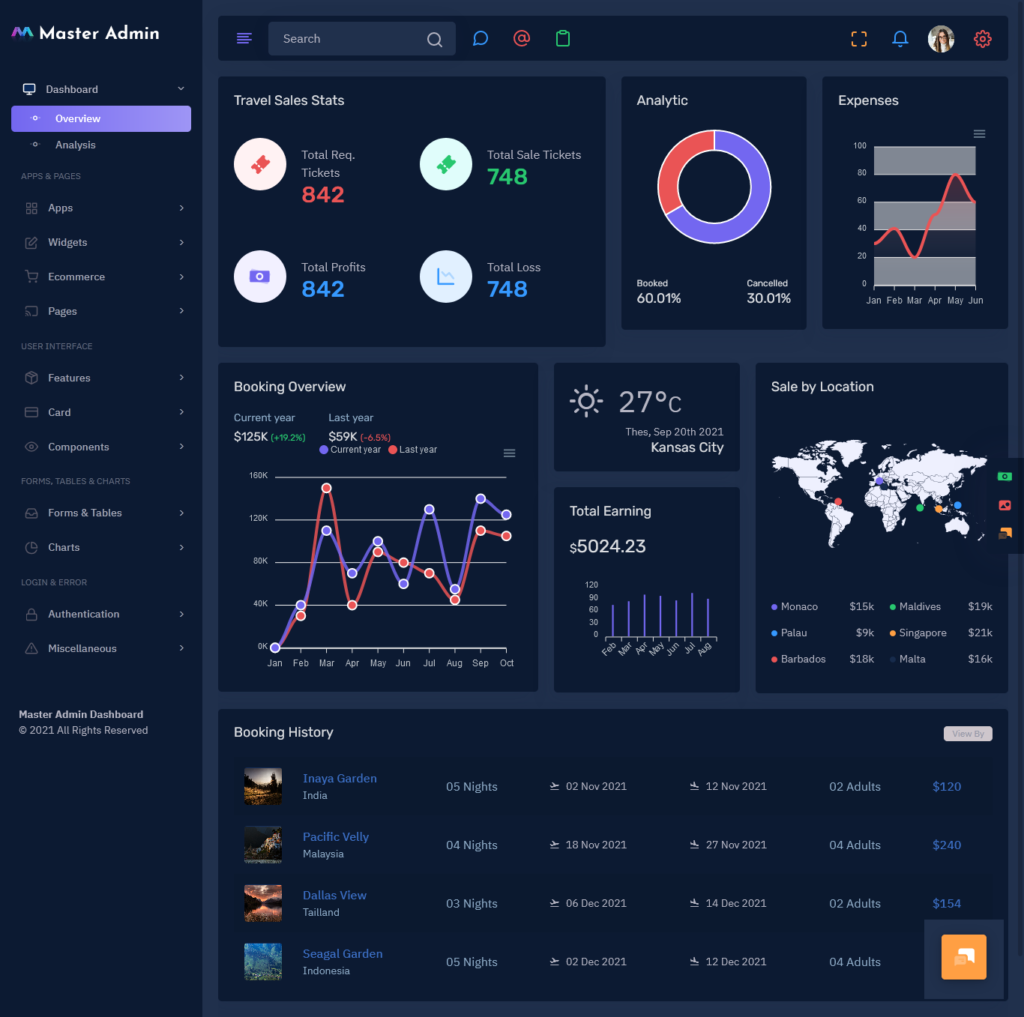 Master Admin
Search
Dashboard
Overview
Analysis
APPS & PAGES
Apps
Widgets
Ecommerce
Pages
USER INTERFACE
Features
Card
Components
FORMS, TABLES & CHARTS
Forms & Tables
Charts
LOGIN & ERROR
Authentication
Miscellaneous
Master Admin Dashboard
© 2021 All Rights Reserved
Travel Sales Stats
Total Req.
Tickets
842
Total Sale Tickets
748
Total Profits
842
Total Loss
748
Analytic
Booked
60.01%
Cancelled
30.01%
Expenses
100
80
60
40
20
0
Jan Feb Mar Apr May Jun
Booking Overview
Current year
$125K (+19.2%)
Last year
$59K (-6.5%)
Current year Last year
160K
120K
80K
40K
0K
Jan Feb Mar Apr May Jun Jul Aug Sep Oct
27°C
Thes, Sep 20th 2021
Kansas City
Total Earning
$5024.23
120
90
60
30
0
Feb Mar Apr May Jun Jul Aug
Sale by Location
Monaco $15k Maldives $19k
Palau $9k Singapore $21k
Barbados $18k Malta $16k
Booking History
View By
Inaya Garden
India
05 Nights 02 Nov 2021 12 Nov 2021 02 Adults $120
Pacific Velly
Malaysia
04 Nights 18 Nov 2021 27 Nov 2021 04 Adults $240
Dallas View
Tailland
03 Nights 06 Dec 2021 14 Dec 2021 02 Adults $154
Seagal Garden
Indonesia
05 Nights 02 Dec 2021 12 Dec 2021 04 Adults